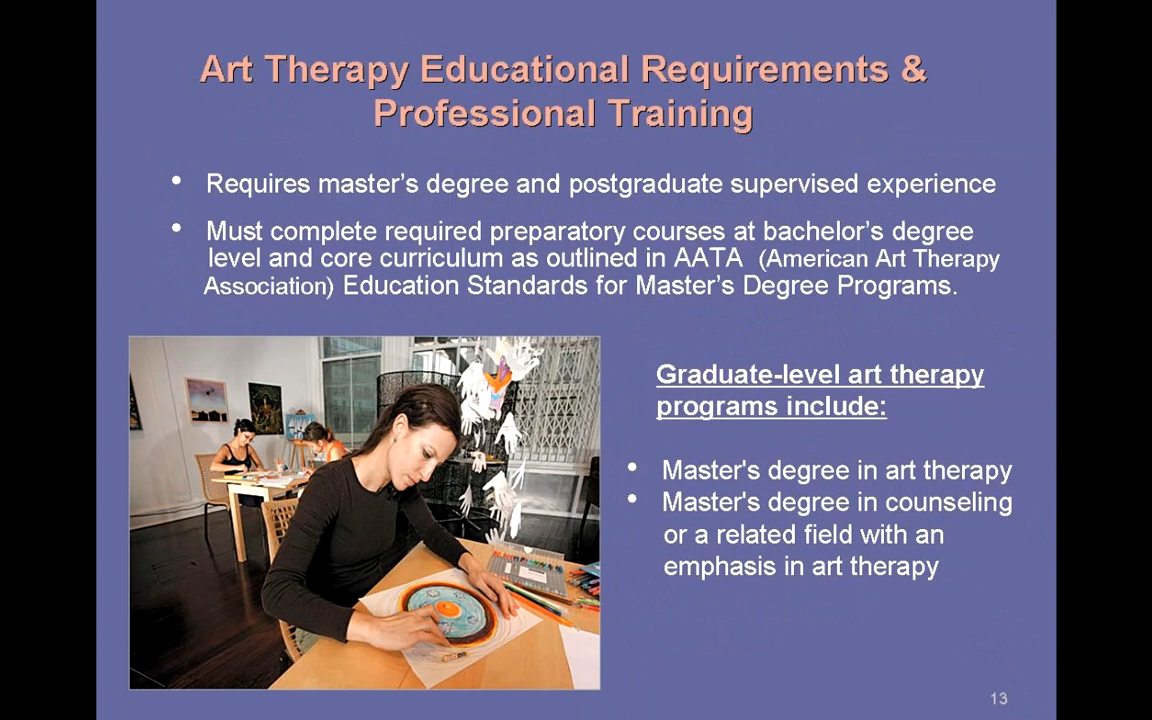 Art Therapy Educational Requirements &
Professional Training
• Requires master's degree and postgraduate supervised experience
• Must complete required preparatory courses at bachelor's degree
level and core curriculum as outlined in AATA (American Art Therapy
Association) Education Standards for Master's Degree Programs.
Graduate-level art therapy
programs include:
• Master's degree in art therapy
• Master's degree in counseling
or a related field with an
emphasis in art therapy
13